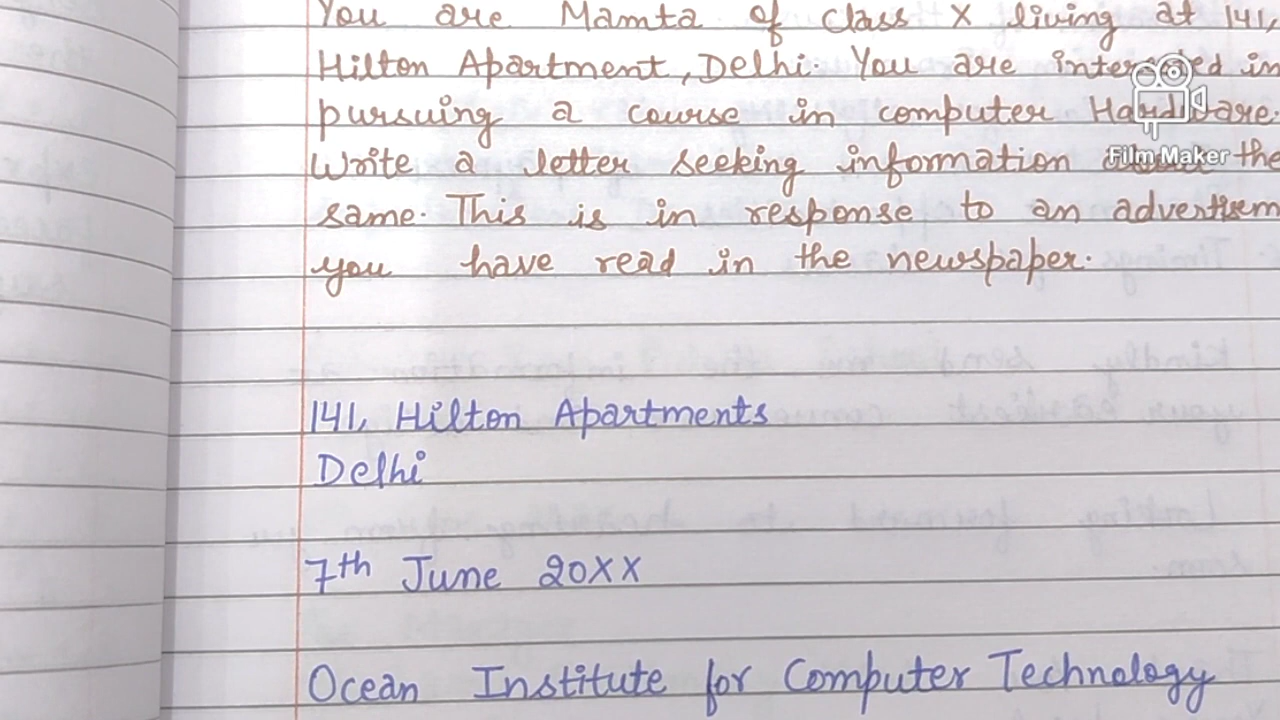 You are Mamta of class X living at 141,
Hilton Apartment, Delhi. You are interested in
pursuing a course in computer Hardware.
Write a letter seeking information the
same. This is in response to an advertisem
you have read in the newspaper.
141, Hilton Apartments
Delhi
7th June 20XX
Ocean Institute for Computer Technology
Film Maker